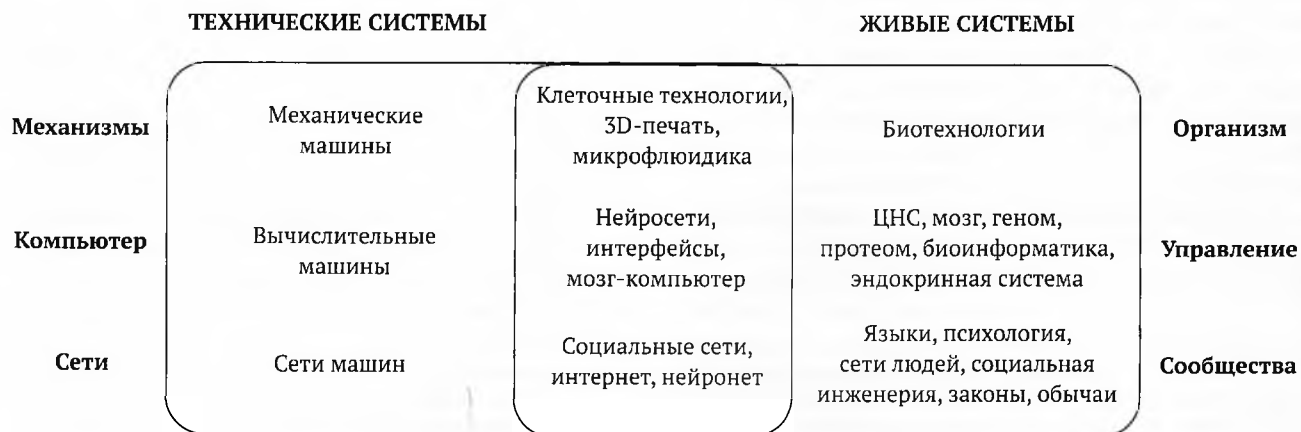 ТЕХНИЧЕСКИЕ СИСТЕМЫ
ЖИВЫЕ СИСТЕМЫ
Механизмы
Механические
машины
Клеточные технологии,
3D-печать,
микрофлюидика
Биотехнологии
Организм
Компьютер
Вычислительные
машины
Нейросети,
интерфейсы,
мозг-компьютер
ЦНС, мозг, геном,
протеом, биоинформатика,
эндокринная система
Управление
Сети
Сети машин
Социальные сети,
интернет, нейронет
Языки, психология,
сети людей, социальная
инженерия, законы, обычаи
Сообщества